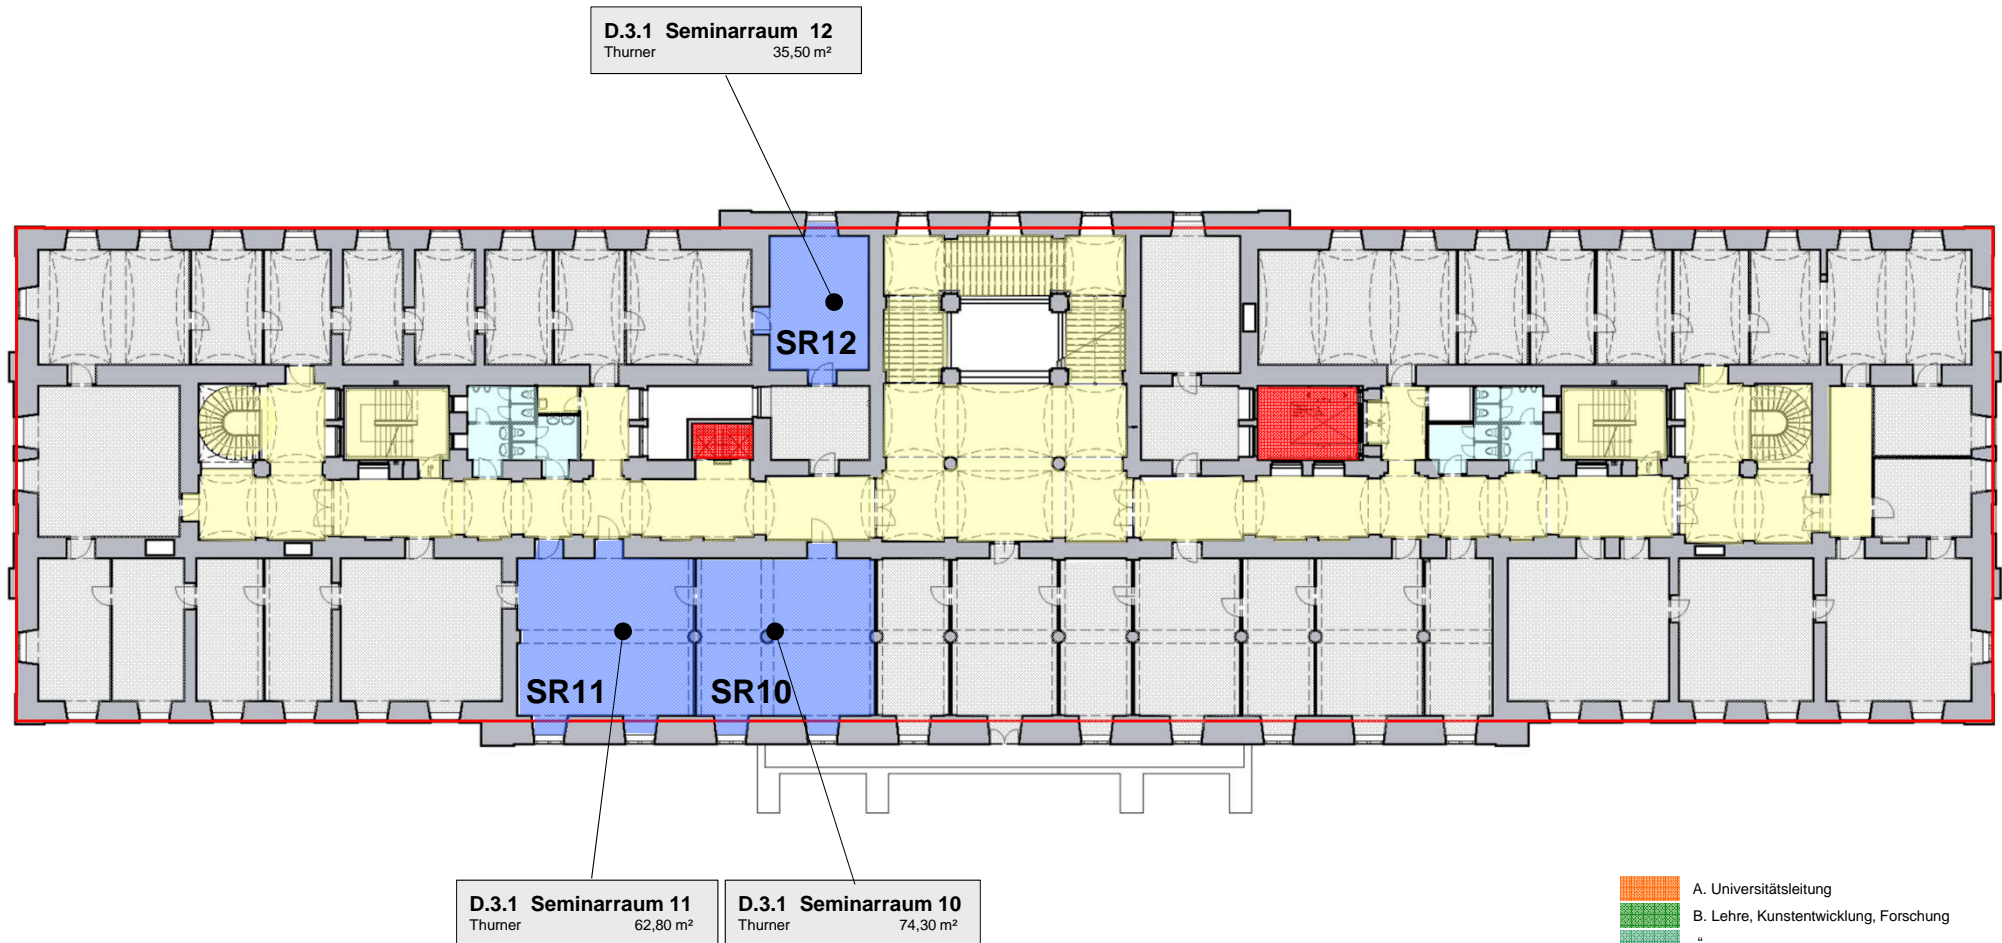 D.3.1 Seminarraum 12
Thurner 35,50 m²
SR12
SR11
SR10
D.3.1 Seminarraum 11
Thurner 62,80 m²
D.3.1 Seminarraum 10
Thurner 74,30 m²
A. Universitätsleitung
B. Lehre, Kunstentwicklung, Forschung
“